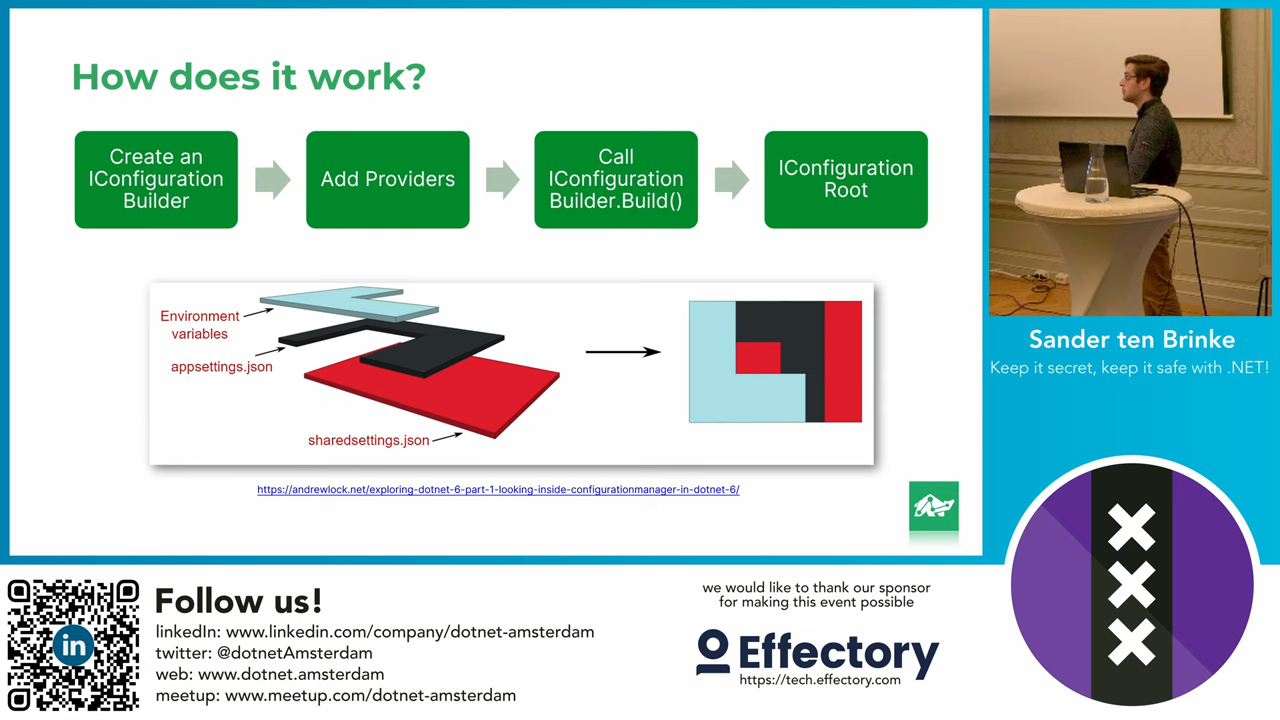 How does it work?
Create an
IConfiguration
Builder
Add Providers
Call
IConfiguration
Builder.Build()
IConfiguration
Root
Environment
variables
appsettings.json
sharedsettings.json
https://andrewlock.net/exploring-dotnet-6-part-1-looking-inside-configurationmanager-in-dotnet-6/
Sander ten Brinke
Keep it secret, keep it safe with .NET!
in
Follow us!
linkedIn: www.linkedin.com/company/dotnet-amsterdam
twitter: @dotnetAmsterdam
web: www.dotnet.amsterdam
meetup: www.meetup.com/dotnet-amsterdam
we would like to thank our sponsor
for making this event possible
Effectory
https://tech.effectory.com